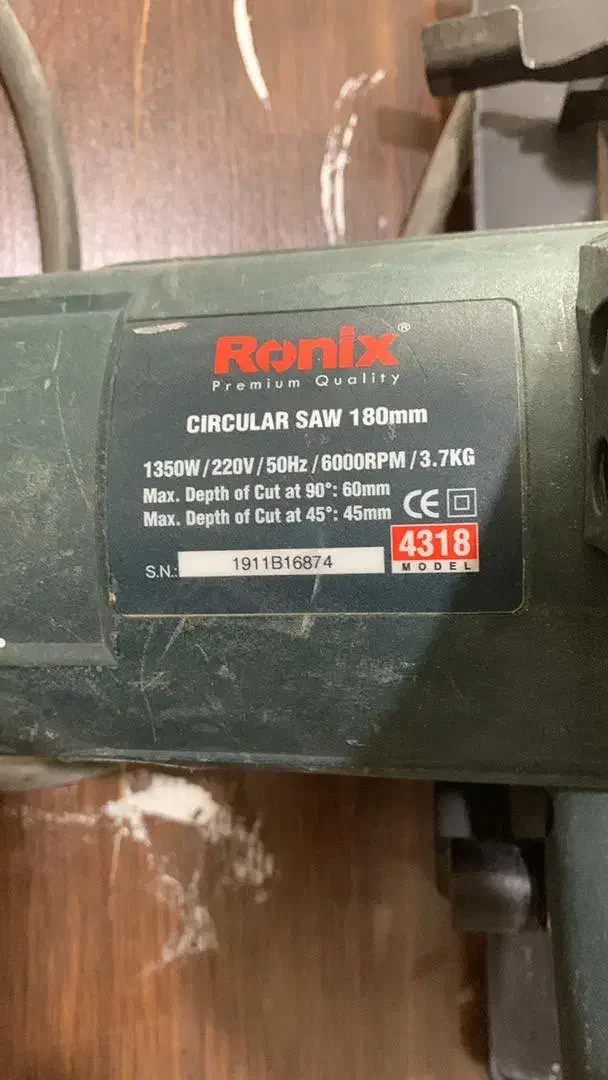 Ronix®
Premium Quality
CIRCULAR SAW 180mm
1350W/220V/50Hz/6000RPM/3.7KG
Max. Depth of Cut at 90°: 60mm
Max. Depth of Cut at 45°: 45mm
CE
4318
MODEL
S.N.: 1911B16874